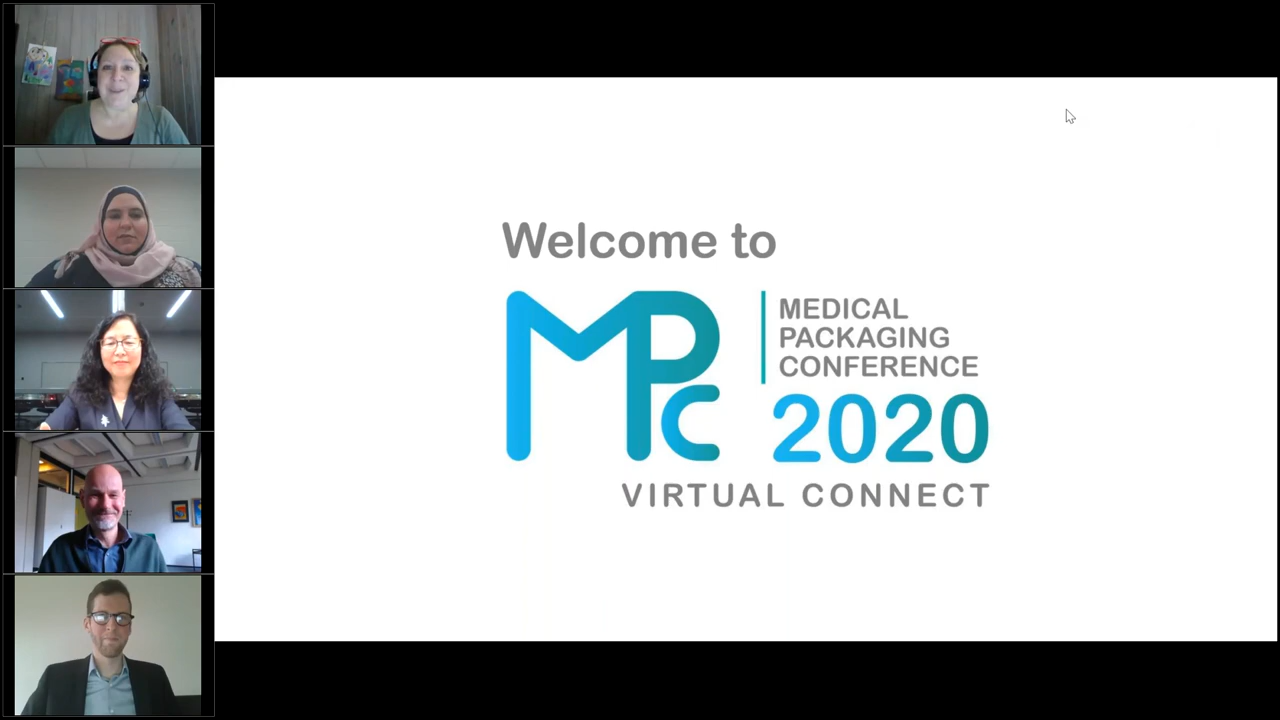 Welcome to
MPc
MEDICAL
PACKAGING
CONFERENCE
2020
VIRTUAL CONNECT